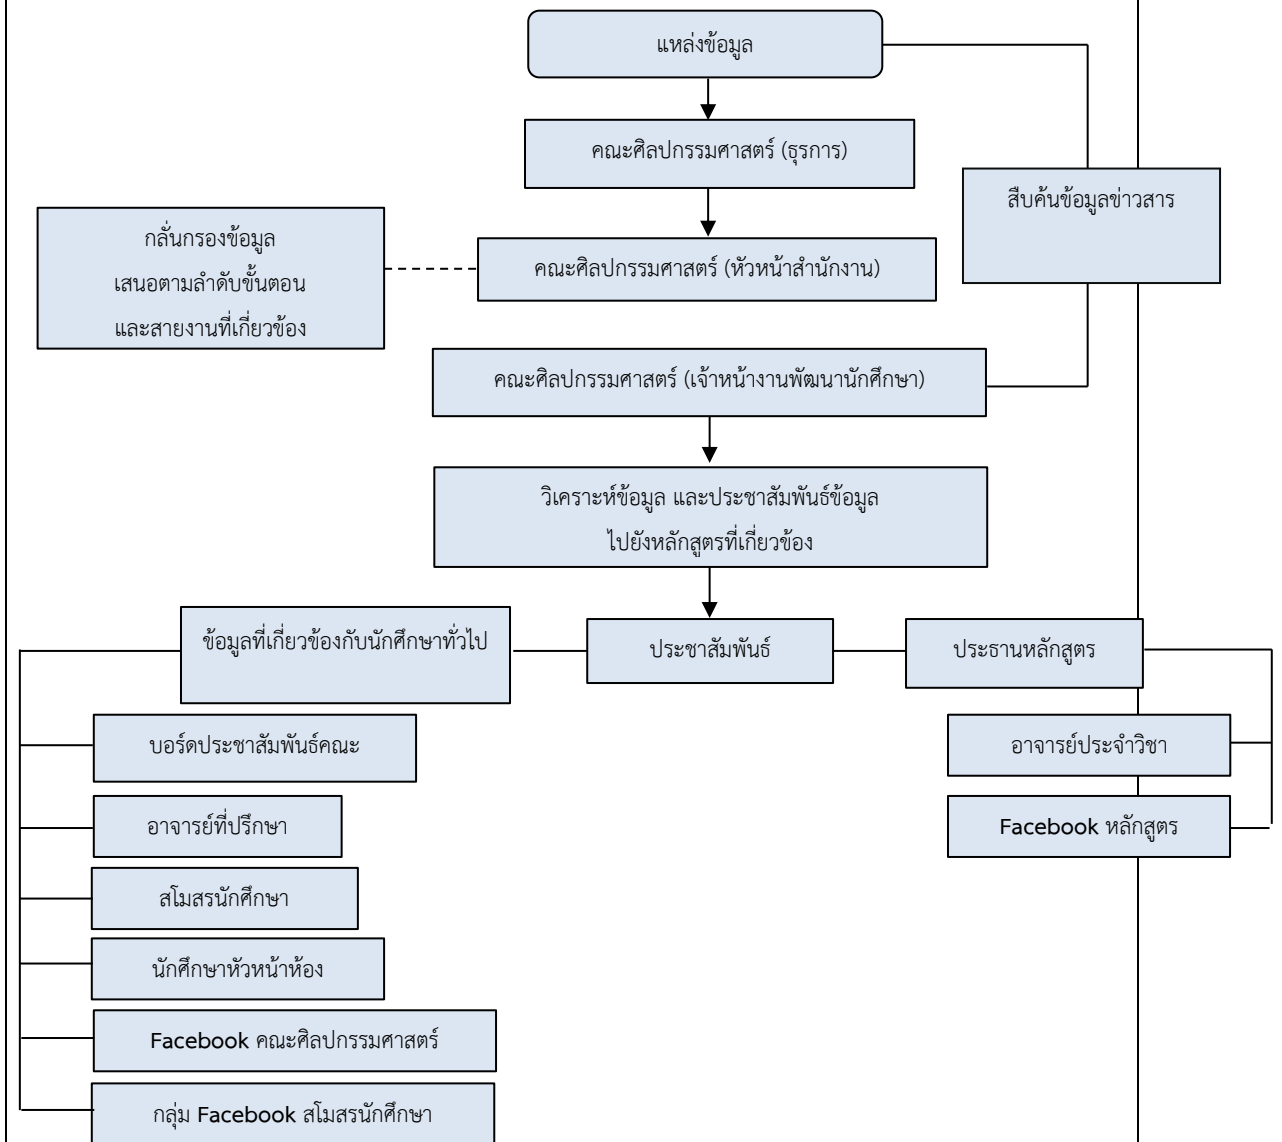 แหล่งข้อมูล
คณะศิลปกรรมศาสตร์ (ธุรการ)
สืบค้นข้อมูลข่าวสาร
กลั่นกรองข้อมูล
เสนอตามลำดับขั้นตอน
และสายงานที่เกี่ยวข้อง
คณะศิลปกรรมศาสตร์ (หัวหน้าสำนักงาน)
คณะศิลปกรรมศาสตร์ (เจ้าหน้างานพัฒนานักศึกษา)
วิเคราะห์ข้อมูล และประชาสัมพันธ์ข้อมูล
ไปยังหลักสูตรที่เกี่ยวข้อง
ข้อมูลที่เกี่ยวข้องกับนักศึกษาทั่วไป
ประชาสัมพันธ์
ประธานหลักสูตร
บอร์ดประชาสัมพันธ์คณะ
อาจารย์ที่ปรึกษา
สโมสรนักศึกษา
นักศึกษาหัวหน้าห้อง
Facebook คณะศิลปกรรมศาสตร์
กลุ่ม Facebook สโมสรนักศึกษา
อาจารย์ประจำวิชา
Facebook หลักสูตร